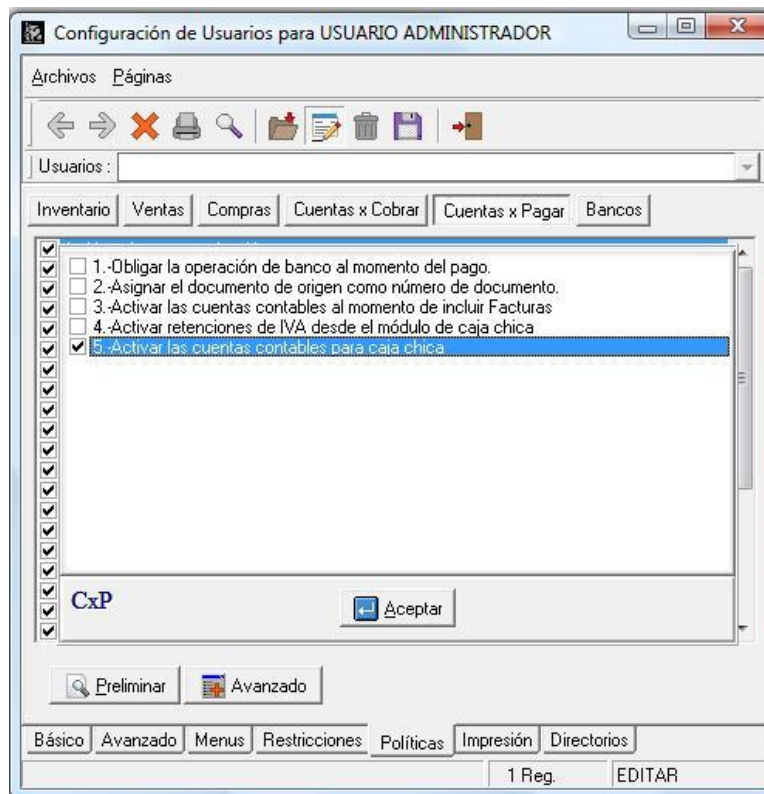 Configuración de Usuarios para USUARIO ADMINISTRADOR
Archivos Páginas
Usuarios :
Inventario Ventas Compras Cuentas x Cobrar Cuentas x Pagar Bancos
1.-Obligar la operación de banco al momento del pago.
2.-Asignar el documento de origen como número de documento.
3.-Activar las cuentas contables al momento de incluir Facturas
4.-Activar retenciones de IVA desde el módulo de caja chica
5.-Activar las cuentas contables para caja chica
CxP Aceptar
Preliminar Avanzado
Básico Avanzado Menus Restricciones Políticas Impresión Directorios
1 Reg. EDITAR